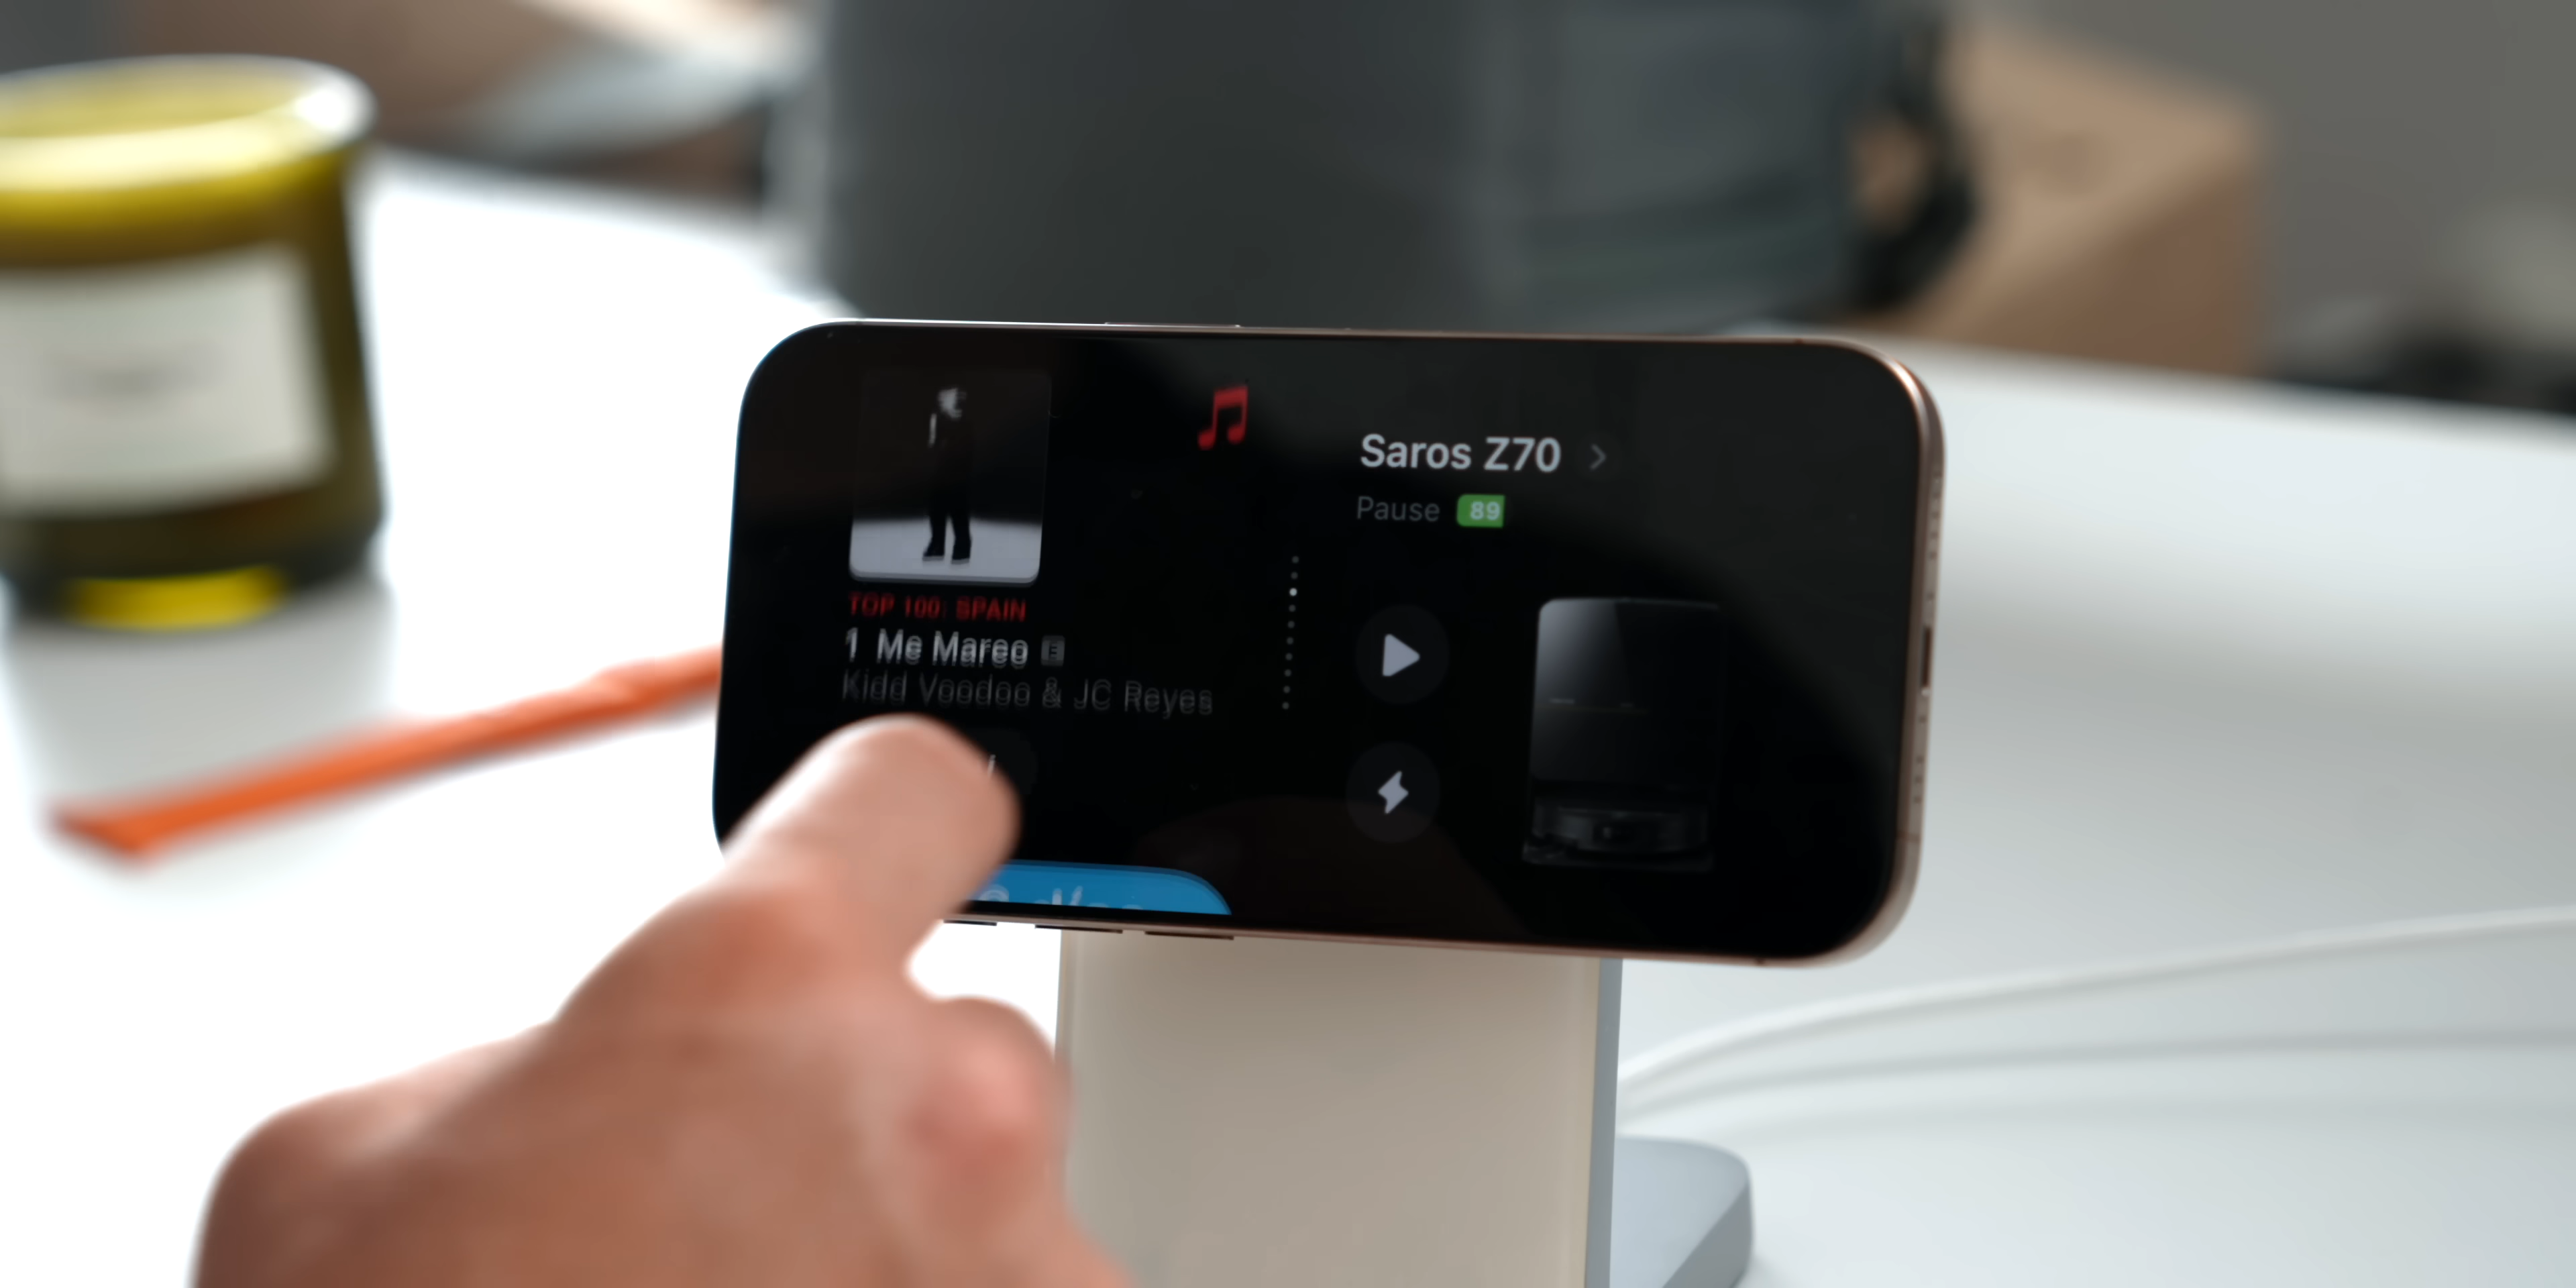 TOP 100: SPAIN
1 Me Mareo E
Kidd Voodoo & JC Reyes
Saros Z70
Pause 89